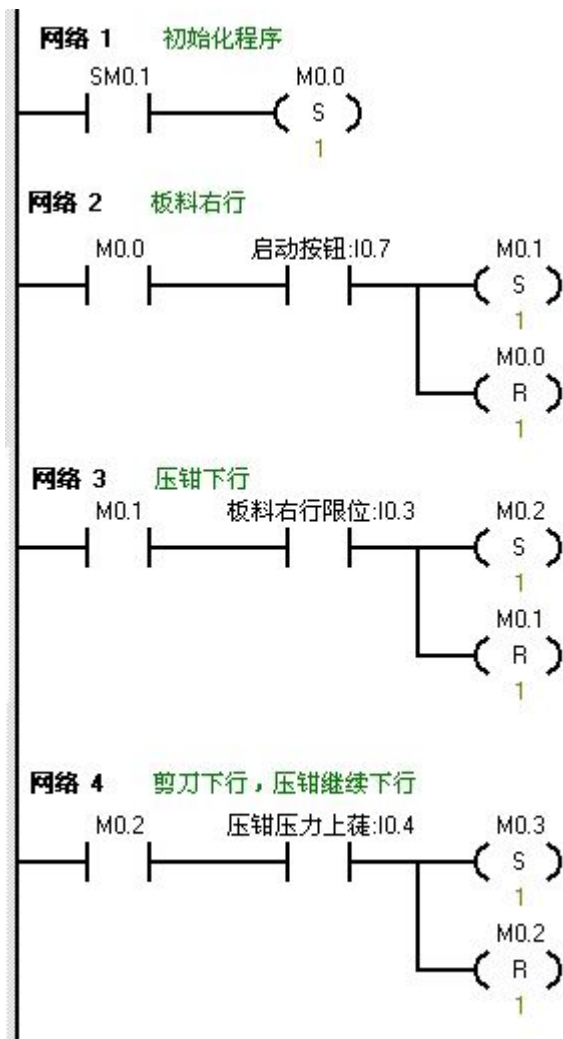 网络 1 初始化程序
SM0.1 M0.0
S
1
网络 2 板料右行
M0.0 启动按钮:I0.7 M0.1
S
1
M0.0
R
1
网络 3 压钳下行
M0.1 板料右行限位:I0.3 M0.2
S
1
M0.1
R
1
网络 4 剪刀下行，压钳继续下行
M0.2 压钳压力上蓗:I0.4 M0.3
S
1
M0.2
R
1